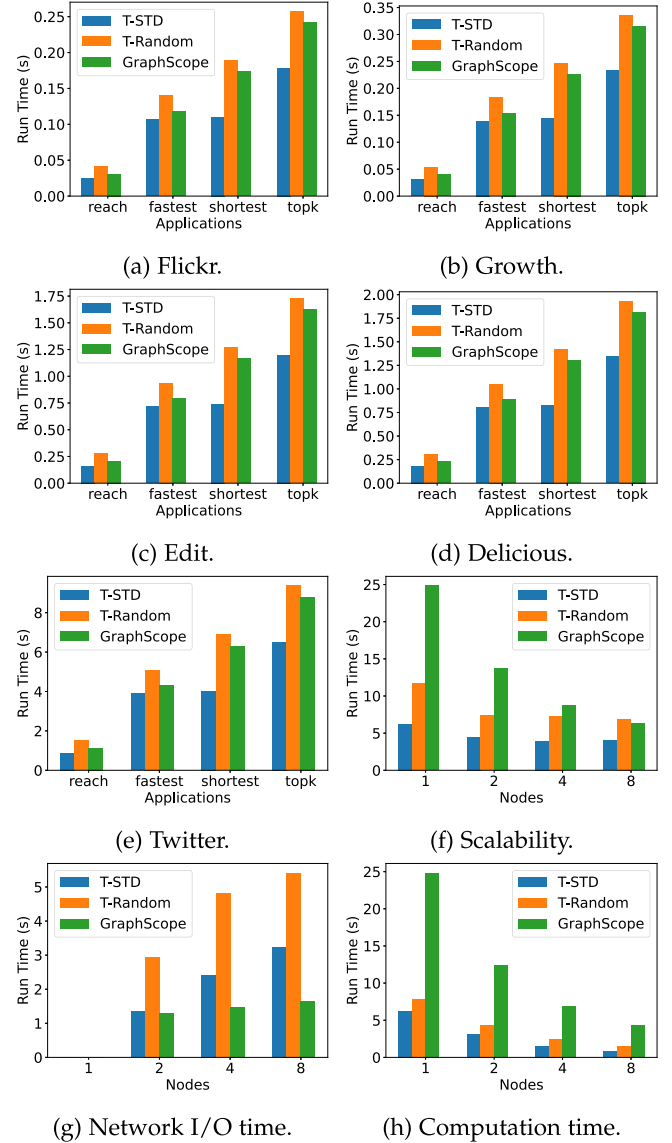 0.25
0.20
0.15
0.10
0.05
0.00
Run Time (s)
T-STD
T-Random
GraphScope
reach fastest shortest topk
Applications
(a) Flickr.
0.35
0.30
0.25
0.20
0.15
0.10
0.05
0.00
Run Time (s)
T-STD
T-Random
GraphScope
reach fastest shortest topk
Applications
(b) Growth.
1.75
1.50
1.25
1.00
0.75
0.50
0.25
0.00
Run Time (s)
T-STD
T-Random
GraphScope
reach fastest shortest topk
Applications
(c) Edit.
2.00
1.75
1.50
1.25
1.00
0.75
0.50
0.25
0.00
Run Time (s)
T-STD
T-Random
GraphScope
reach fastest shortest topk
Applications
(d) Delicious.
8
6
4
2
0
Run Time (s)
T-STD
T-Random
GraphScope
reach fastest shortest topk
Applications
(e) Twitter.
25
20
15
10
5
0
Run Time (s)
T-STD
T-Random
GraphScope
1 2 4 8
Nodes
(f) Scalability.
5
4
3
2
1
0
Run Time (s)
T-STD
T-Random
GraphScope
1 2 4 8
Nodes
(g) Network I/O time.
25
20
15
10
5
0
Run Time (s)
T-STD
T-Random
GraphScope
1 2 4 8
Nodes
(h) Computation time.